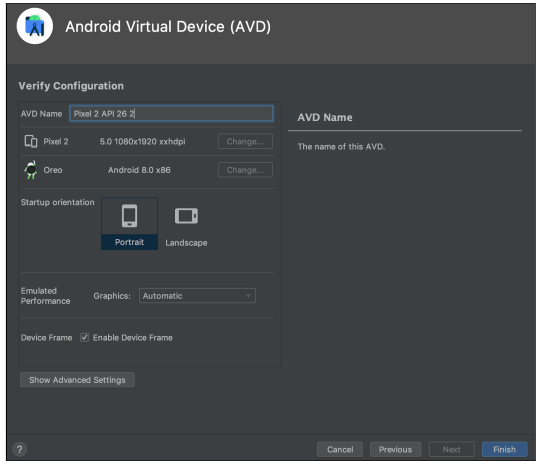 Android Virtual Device (AVD)
Verify Configuration
AVD Name Pixel 2 API 26 2
Pixel 2 5.0 1080x1920 xxhdpi Change...
Oreo Android 8.0 x86 Change...
Startup orientation
Portrait Landscape
Emulated
Performance Graphics: Automatic
Device Frame Enable Device Frame
Show Advanced Settings
AVD Name
The name of this AVD.
? Cancel Previous Next Finish